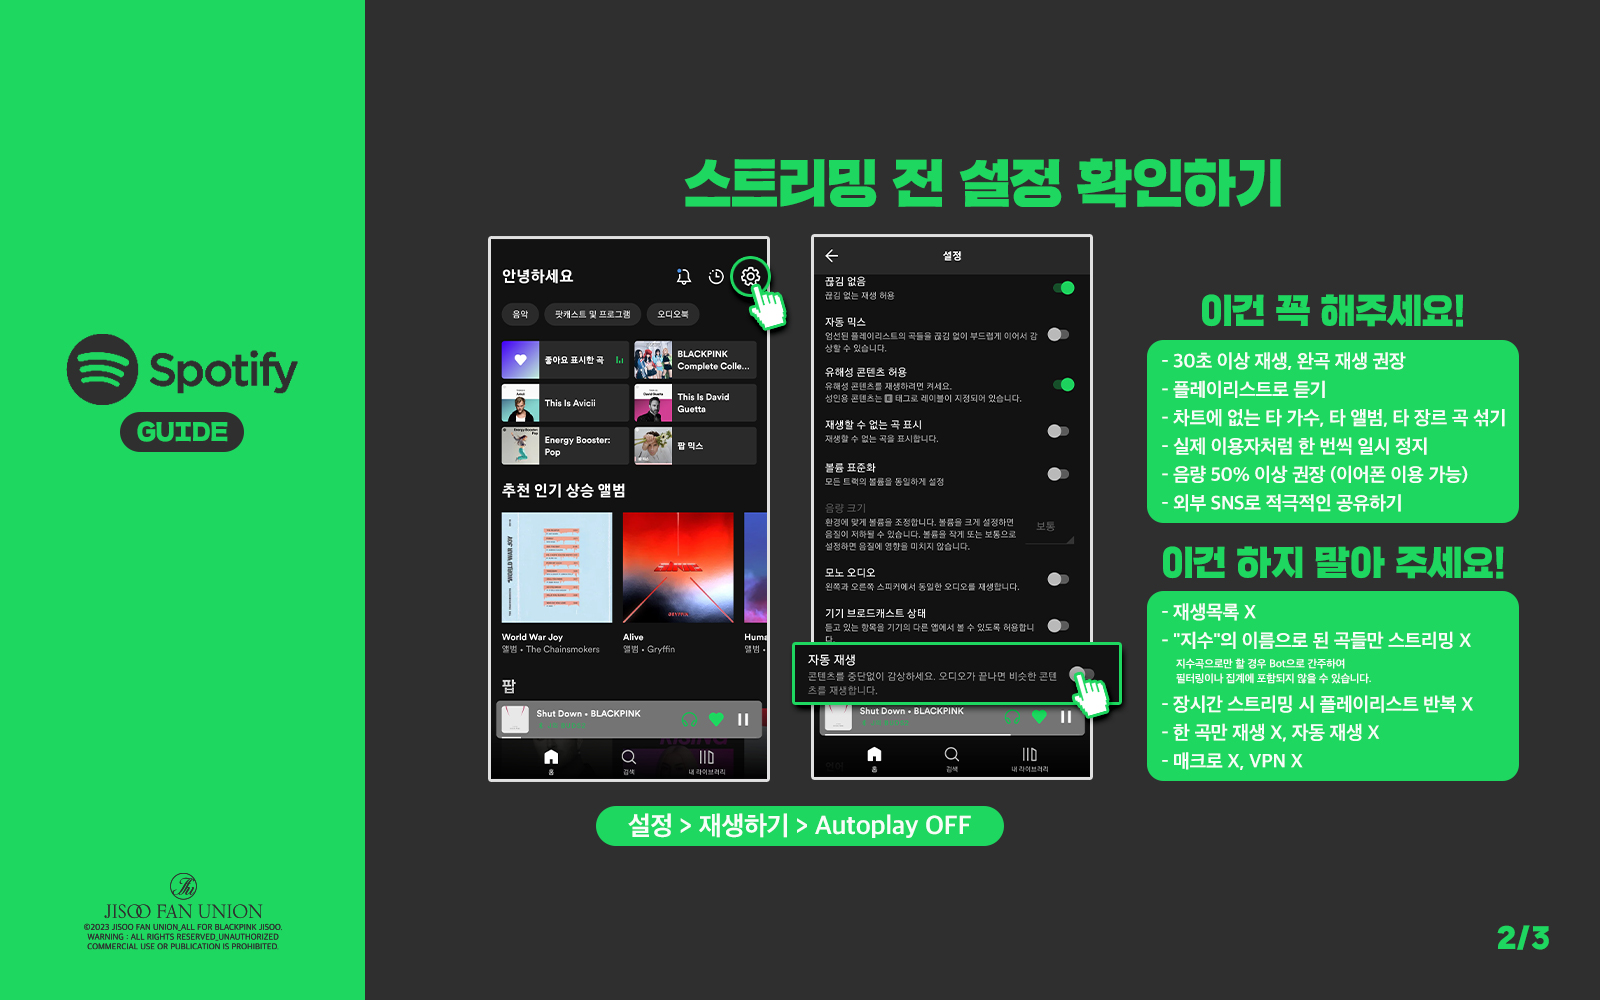 스트리밍 전 설정 확인하기
Spotify
GUIDE
안녕하세요
음악
팟캐스트 및 프로그램
오디오북
좋아요 표시한 곡
BLACKPINK
Complete Colle...
This Is Avicii
This Is David
Guetta
Energy Booster:
Pop
팝 믹스
추천 인기 상승 앨범
WORLD WAR JOY
GRYFFIN
World War Joy
앨범 • The Chainsmokers
Alive
앨범 • Gryffin
Huma
앨범 •
팝
Shut Down • BLACKPINK
홈
검색
내 라이브러리
설정
끊김 없음
끊김 없는 재생 허용
자동 믹스
엄선된 플레이리스트의 곡들을 끊김 없이 부드럽게 이어서 감
상할 수 있습니다.
유해성 콘텐츠 허용
유해성 콘텐츠를 재생하려면 켜세요.
성인용 콘텐츠는 E 태그로 레이블이 지정되어 있습니다.
재생할 수 없는 곡 표시
재생할 수 없는 곡을 표시합니다.
볼륨 표준화
모든 트랙의 볼륨을 동일하게 설정
음량 크기
환경에 맞게 볼륨을 조정합니다. 볼륨을 크게 설정하면
음질이 저하될 수 있습니다. 볼륨을 작게 또는 보통으로
설정하면 음질에 영향을 미치지 않습니다.
보통
모노 오디오
왼쪽과 오른쪽 스피커에서 동일한 오디오를 재생합니다.
기기 브로드캐스트 상태
듣고 있는 항목을 기기의 다른 앱에서 볼 수 있도록 허용합니
다.
자동 재생
콘텐츠를 중단없이 감상하세요. 오디오가 끝나면 비슷한 콘텐
츠를 재생합니다.
Shut Down • BLACKPINK
홈
검색
내 라이브러리
설정 > 재생하기 > Autoplay OFF
이건 꼭 해주세요!
- 30초 이상 재생, 완곡 재생 권장
- 플레이리스트로 듣기
- 차트에 없는 타 가수, 타 앨범, 타 장르 곡 섞기
- 실제 이용자처럼 한 번씩 일시 정지
- 음량 50% 이상 권장 (이어폰 이용 가능)
- 외부 SNS로 적극적인 공유하기
이건 하지 말아 주세요!
- 재생목록 X
- "지수"의 이름으로 된 곡들만 스트리밍 X
지수곡으로만 할 경우 Bot으로 간주하여
필터링이나 집계에 포함되지 않을 수 있습니다.
- 장시간 스트리밍 시 플레이리스트 반복 X
- 한 곡만 재생 X, 자동 재생 X
- 매크로 X, VPN X
JISOO FAN UNION
©2023 JISOO FAN UNION_ALL FOR BLACKPINK JISOO.
WARNING : ALL RIGHTS RESERVED_UNAUTHORIZED
COMMERCIAL USE OR PUBLICATION IS PROHIBITED.
2/3